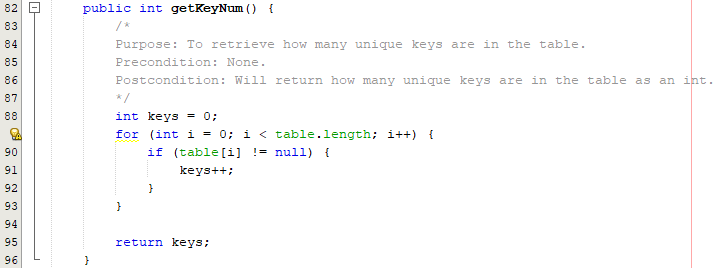 82 public int getKeyNum() {
83 /*
84 Purpose: To retrieve how many unique keys are in the table.
85 Precondition: None.
86 Postcondition: Will return how many unique keys are in the table as an int.
87 */
88 int keys = 0;
for (int i = 0; i < table.length; i++) {
90 if (table[i] != null) {
91 keys++;
92 }
93 }
94
95 return keys;
96 }